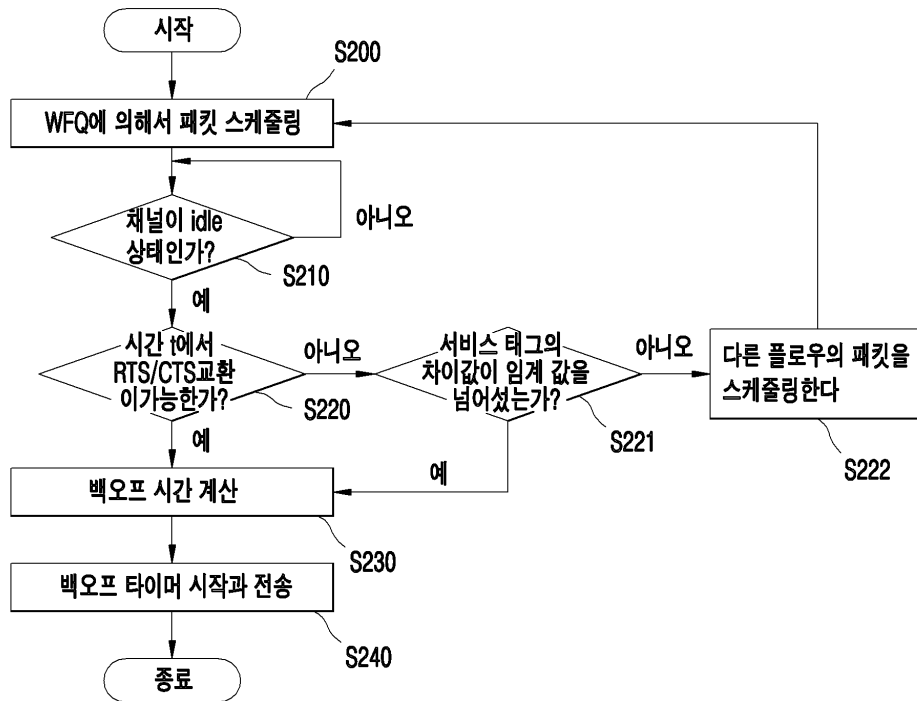 시작
S200
WFQ에 의해서 패킷 스케줄링
채널이 idle
상태인가?
아니오
S210
예
시간 t에서
RTS/CTS교환
이가능한가?
아니오
S220
서비스 태그의
차이값이 임계 값을
넘어섰는가?
아니오
S221
다른 플로우의 패킷을
스케줄링한다
S222
예
예
백오프 시간 계산
S230
백오프 타이머 시작과 전송
S240
종료